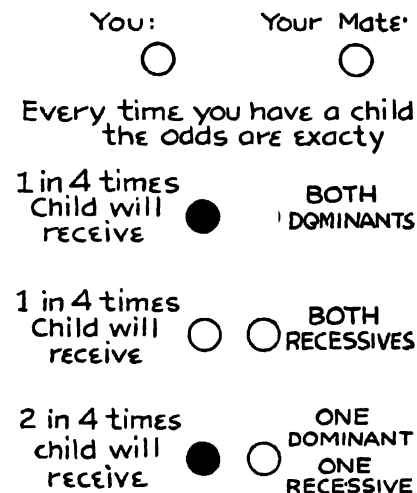 You:
Your Mate·
Every time you have a child
the odds are exacty
1 in 4 times
Child will
receive
BOTH
DOMINANTS
1 in 4 times
Child will
receive
BOTH
RECESSIVES
2 in 4 times
child will
receive
ONE
DOMINANT
ONE
RECESSIVE